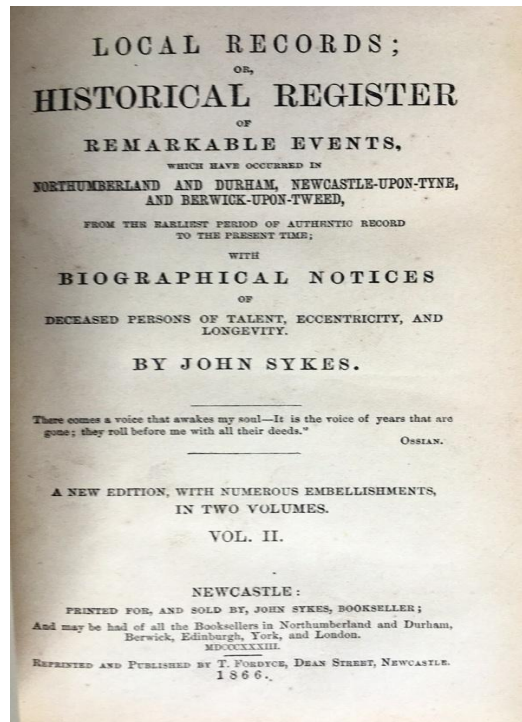 LOCAL RECORDS;
OR,
HISTORICAL REGISTER
OF
REMARKABLE EVENTS,
WHICH HAVE OCCURRED IN
NORTHUMBERLAND AND DURHAM, NEWCASTLE-UPON-TYNE,
AND BERWICK-UPON-TWEED,
FROM THE EARLIEST PERIOD OF AUTHENTIC RECORD
TO THE PRESENT TIME;
WITH
BIOGRAPHICAL NOTICES
OF
DECEASED PERSONS OF TALENT, ECCENTRICITY, AND
LONGEVITY.
BY JOHN SYKES.
There comes a voice that awakes my soul—It is the voice of years that are
gone; they roll before me with all their deeds."
OSSIAN.
A NEW EDITION, WITH NUMEROUS EMBELLISHMENTS,
IN TWO VOLUMES.
VOL. II.
NEWCASTLE:
PRINTED FOR, AND SOLD BY, JOHN SYKES, BOOKSELLER;
And may be had of all the Booksellers in Northumberland and Durham,
Berwick, Edinburgh, York, and London.
MDCCCXXXIII.
REPRINTED AND PUBLISHED BY T. FORDYCE, DEAN STREET, NEWCASTLE.
1866.